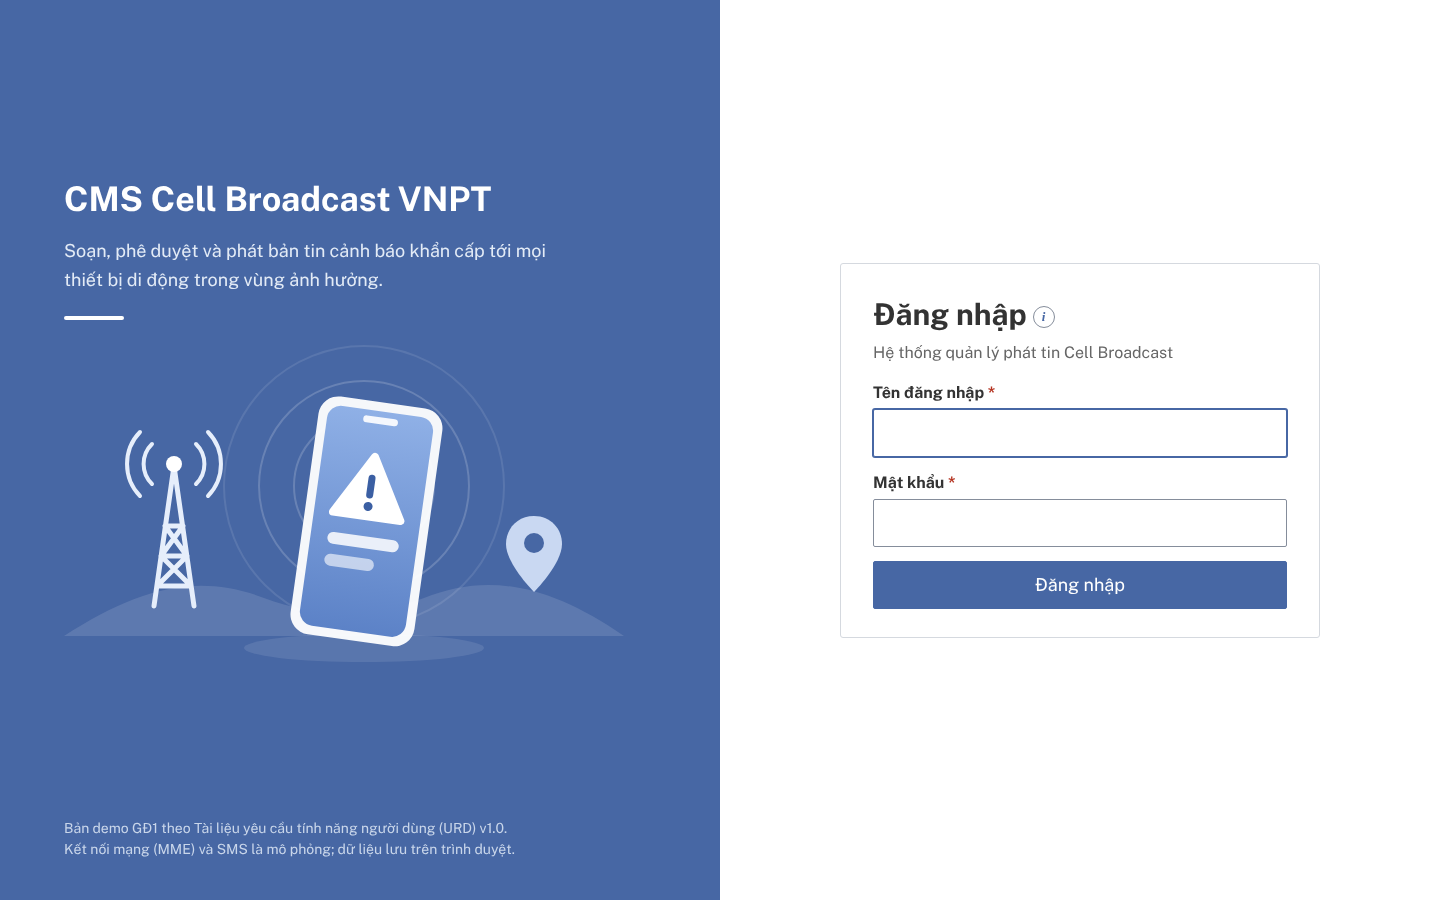 CMS Cell Broadcast VNPT
Soạn, phê duyệt và phát bản tin cảnh báo khẩn cấp tới mọi
thiết bị di động trong vùng ảnh hưởng.
Bản demo GĐ1 theo Tài liệu yêu cầu tính năng người dùng (URD) v1.0.
Kết nối mạng (MME) và SMS là mô phỏng; dữ liệu lưu trên trình duyệt.
Đăng nhập i
Hệ thống quản lý phát tin Cell Broadcast
Tên đăng nhập *
Mật khẩu *
Đăng nhập